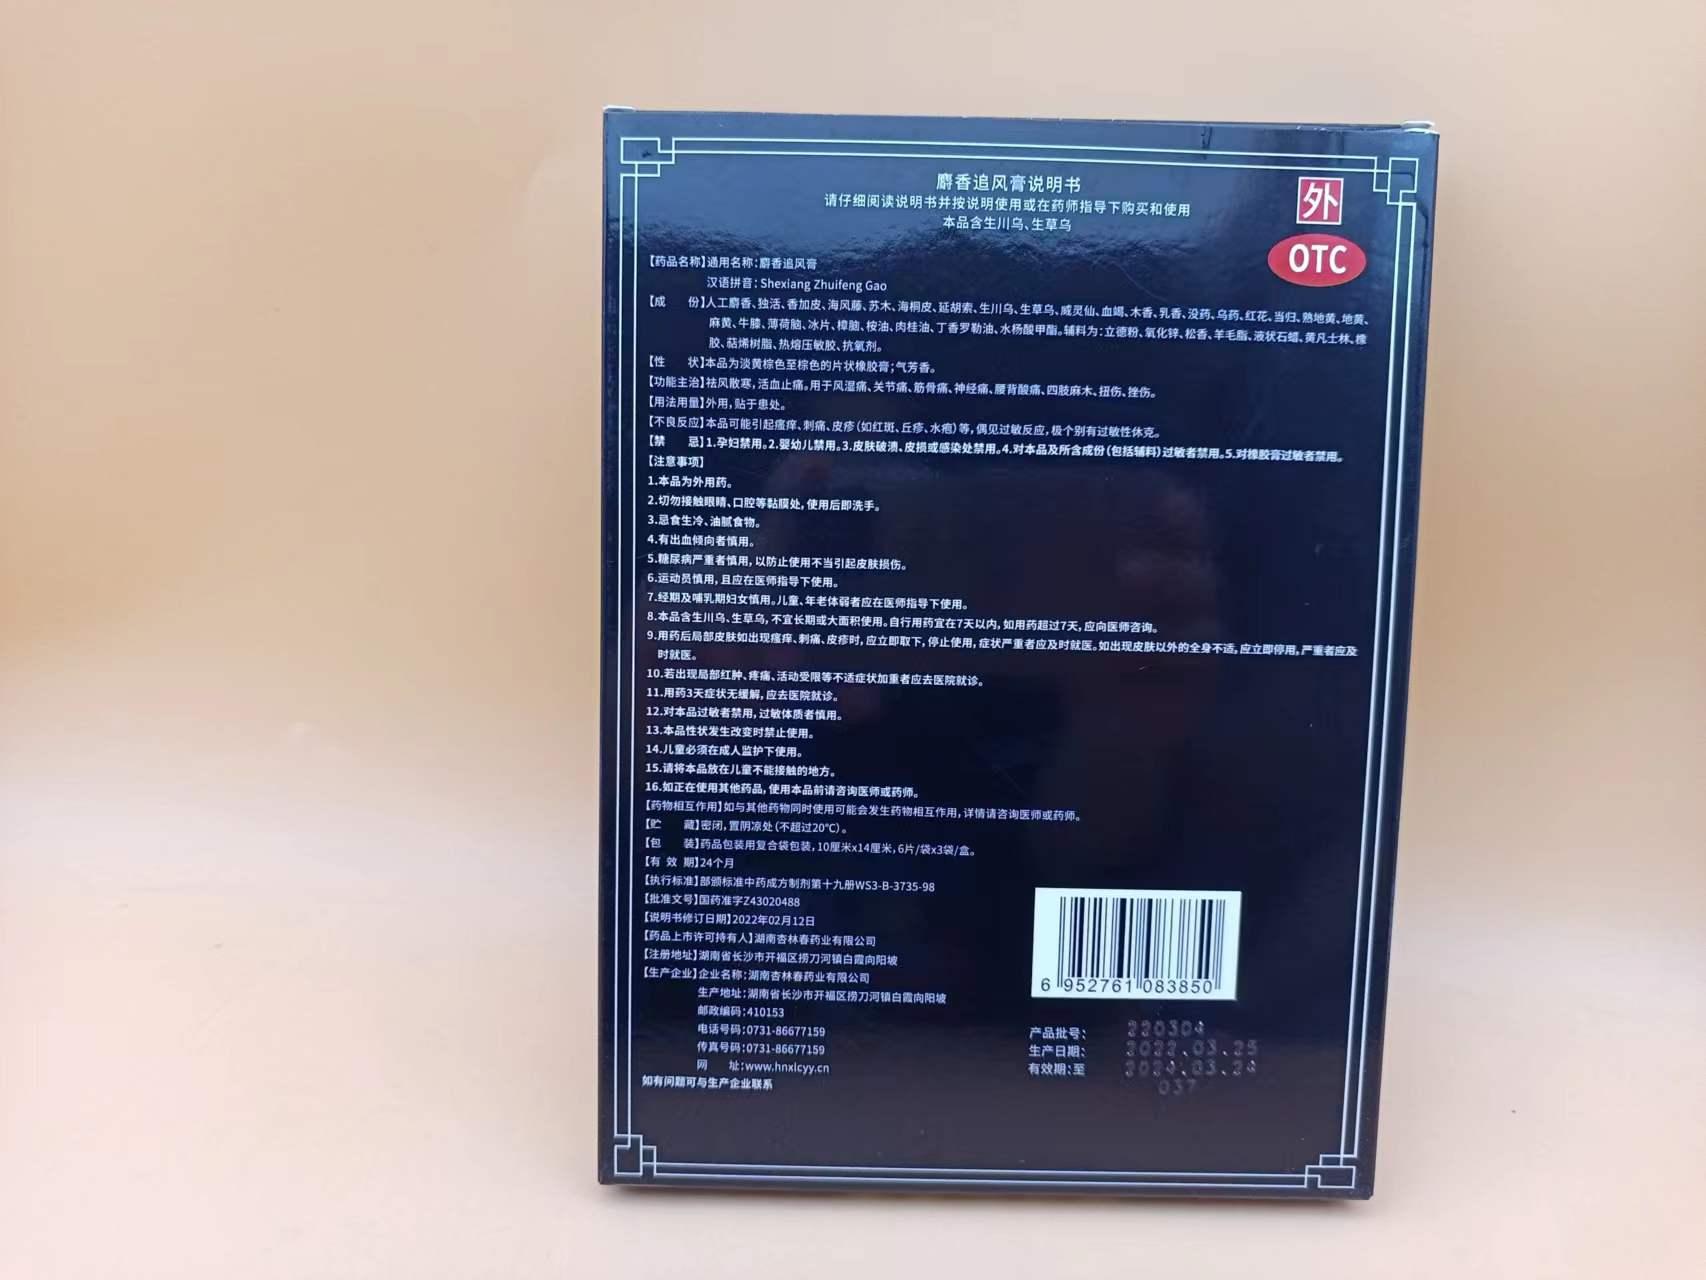 麝香追风膏说明书
请仔细阅读说明书并按说明使用或在药师指导下购买和使用
本品含生川乌、生草乌
外
OTC
【药品名称】通用名称：麝香追风膏
汉语拼音：Shexiang Zhuifeng Gao
【成 份】人工麝香、独活、香加皮、海风藤、苏木、海桐皮、延胡索、生川乌、生草乌、威灵仙、血竭、木香、乳香、没药、乌药、红花、当归、熟地黄、地黄、
麻黄、牛膝、薄荷脑、冰片、樟脑、桉油、肉桂油、丁香罗勒油、水杨酸甲酯。辅料为：立德粉、氧化锌、松香、羊毛脂、液状石蜡、黄凡士林、橡
胶、萜烯树脂、热熔压敏胶、抗氧剂。
【性 状】本品为淡黄棕色至棕色的片状橡胶膏；气芳香。
【功能主治】祛风散寒，活血止痛。用于风湿痛、关节痛、筋骨痛、神经痛、腰背酸痛、四肢麻木、扭伤、挫伤。
【用法用量】外用，贴于患处。
【不良反应】本品可能引起瘙痒、刺痛、皮疹（如红斑、丘疹、水疱）等，偶见过敏反应，极个别有过敏性休克。
【禁 忌】1.孕妇禁用。2.婴幼儿禁用。3.皮肤破溃、皮损或感染处禁用。4.对本品及所含成份（包括辅料）过敏者禁用。5.对橡胶膏过敏者禁用。
【注意事项】
1.本品为外用药。
2.切勿接触眼睛、口腔等黏膜处，使用后即洗手。
3.忌食生冷、油腻食物。
4.有出血倾向者慎用。
5.糖尿病严重者慎用，以防止使用不当引起皮肤损伤。
6.运动员慎用，且应在医师指导下使用。
7.经期及哺乳期妇女慎用。儿童、年老体弱者应在医师指导下使用。
8.本品含生川乌、生草乌，不宜长期或大面积使用。自行用药宜在7天以内，如用药超过7天，应向医师咨询。
9.用药后局部皮肤如出现瘙痒、刺痛、皮疹时，应立即取下，停止使用，症状严重者应及时就医。如出现皮肤以外的全身不适，应立即停用，严重者应及
时就医。
10.若出现局部红肿、疼痛、活动受限等不适症状加重者应去医院就诊。
11.用药3天症状无缓解，应去医院就诊。
12.对本品过敏者禁用，过敏体质者慎用。
13.本品性状发生改变时禁止使用。
14.儿童必须在成人监护下使用。
15.请将本品放在儿童不能接触的地方。
16.如正在使用其他药品，使用本品前请咨询医师或药师。
【药物相互作用】如与其他药物同时使用可能会发生药物相互作用，详情请咨询医师或药师。
【贮 藏】密闭，置阴凉处（不超过20℃）。
【包 装】药品包装用复合袋包装，10厘米x14厘米，6片/袋x3袋/盒。
【有 效 期】24个月
【执行标准】部颁标准中药成方制剂第十九册WS3-B-3735-98
【批准文号】国药准字Z43020488
【说明书修订日期】2022年02月12日
【药品上市许可持有人】湖南杏林春药业有限公司
【注册地址】湖南省长沙市开福区捞刀河镇白霞向阳坡
【生产企业】企业名称：湖南杏林春药业有限公司
生产地址：湖南省长沙市开福区捞刀河镇白霞向阳坡
邮政编码：410153
电话号码：0731-86677159
传真号码：0731-86677159
网 址：www.hnxlcyy.cn
如有问题可与生产企业联系
6 952761 083850
产品批号： 220304
生产日期： 2022.03.25
有效期：至 2024.03.24
037